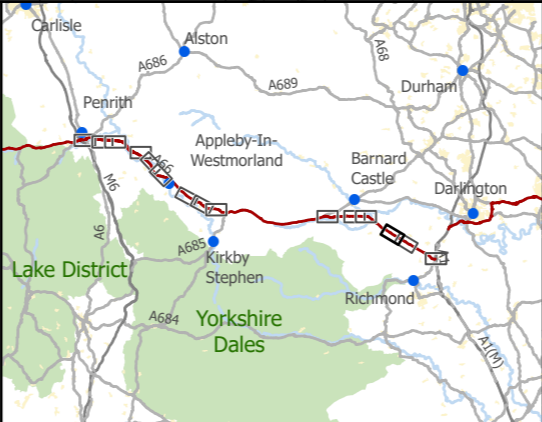 Carlisle
Alston
A686
A68
A689
Durham
Penrith
Appleby-In-
Westmorland
A66
Barnard
Castle
Darlington
M6
A6
A685
Kirkby
Stephen
Lake District
Richmond
A684
Yorkshire
Dales
A1(M)